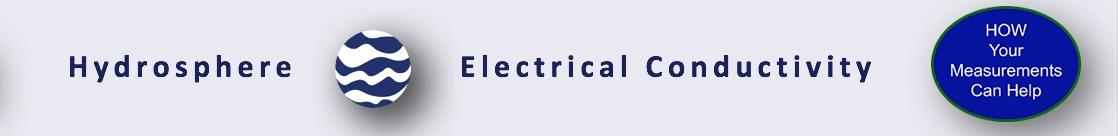 Hydrosphere
Electrical Conductivity
HOW
Your
Measurements
Can Help